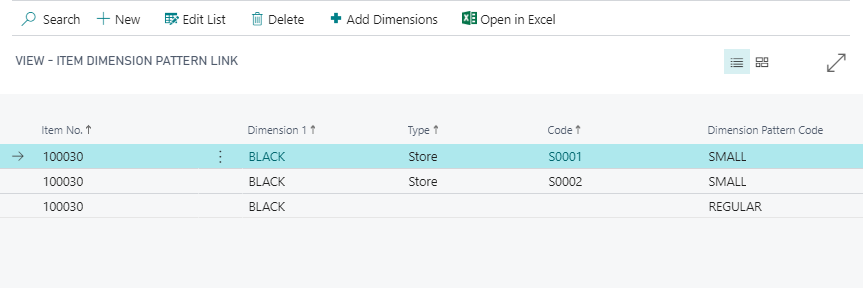 Search New Edit List Delete Add Dimensions Open in Excel
VIEW - ITEM DIMENSION PATTERN LINK
Item No.↑ Dimension 1↑ Type↑ Code↑ Dimension Pattern Code
→ 100030 ⋮ BLACK Store S0001 SMALL
100030 BLACK Store S0002 SMALL
100030 BLACK REGULAR